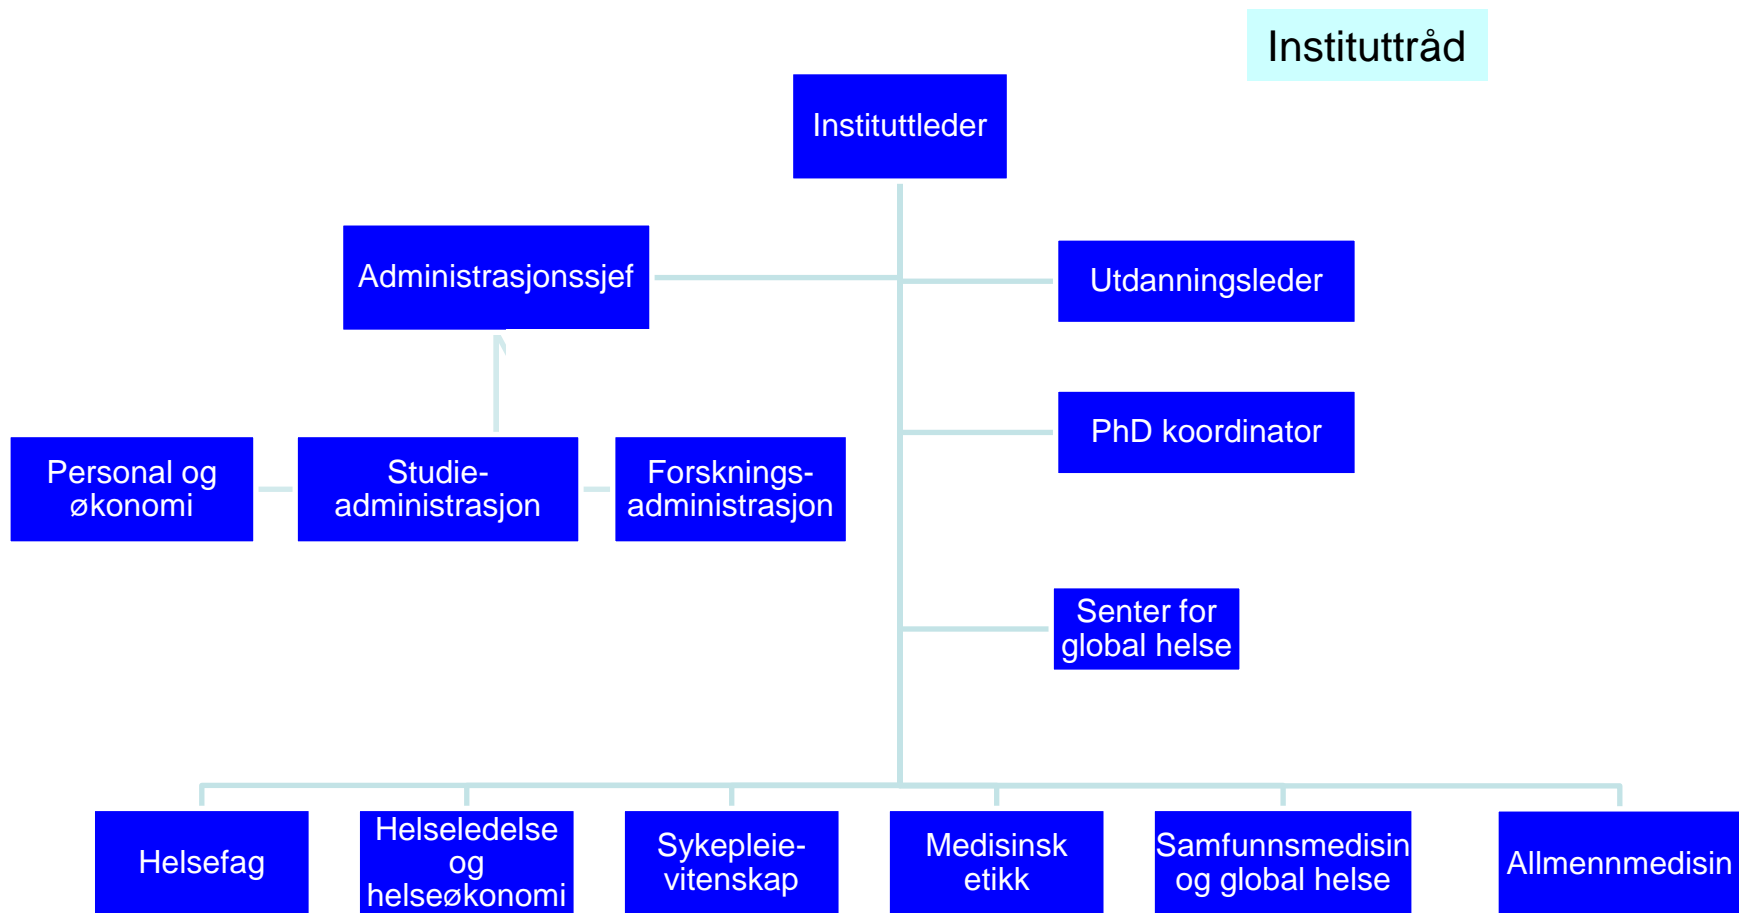 Instituttråd
Instituttleder
Administrasjonssjef
Utdanningsleder
PhD koordinator
Personal og
økonomi
Studie-
administrasjon
Forsknings-
administrasjon
Senter for
global helse
Helsefag
Helseledelse
og
helseøkonomi
Sykepleie-
vitenskap
Medisinsk
etikk
Samfunnsmedisin
og global helse
Allmennmedisin